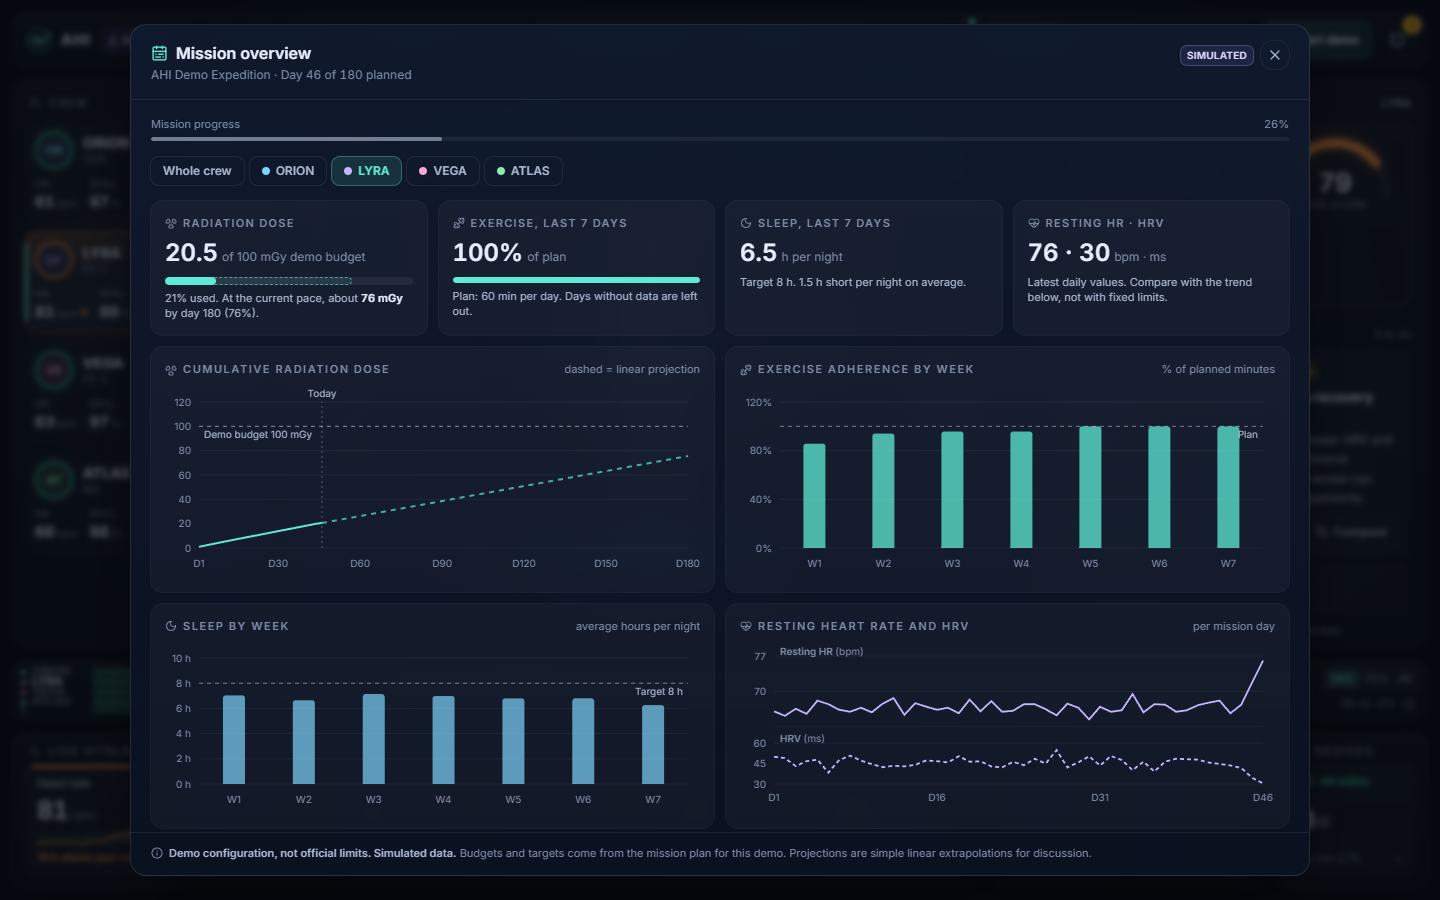 Mission overview
AHI Demo Expedition · Day 46 of 180 planned
SIMULATED
Mission progress
26%
Whole crew
ORION
LYRA
VEGA
ATLAS
RADIATION DOSE
20.5 of 100 mGy demo budget
21% used. At the current pace, about 76 mGy
by day 180 (76%).
EXERCISE, LAST 7 DAYS
100% of plan
Plan: 60 min per day. Days without data are left
out.
SLEEP, LAST 7 DAYS
6.5 h per night
Target 8 h. 1.5 h short per night on average.
RESTING HR · HRV
76 · 30 bpm · ms
Latest daily values. Compare with the trend
below, not with fixed limits.
CUMULATIVE RADIATION DOSE
dashed = linear projection
Today
120
100
Demo budget 100 mGy
80
60
40
20
0
D1 D30 D60 D90 D120 D150 D180
EXERCISE ADHERENCE BY WEEK
% of planned minutes
120%
Plan
80%
40%
0%
W1 W2 W3 W4 W5 W6 W7
SLEEP BY WEEK
average hours per night
10 h
8 h
Target 8 h
6 h
4 h
2 h
0 h
W1 W2 W3 W4 W5 W6 W7
RESTING HEART RATE AND HRV
per mission day
Resting HR (bpm)
77
70
HRV (ms)
60
45
30
D1 D16 D31 D46
Demo configuration, not official limits. Simulated data. Budgets and targets come from the mission plan for this demo. Projections are simple linear extrapolations for discussion.
AHI
CREW
ORION
LYRA
VEGA
ATLAS
79
Compare
Heart rate
81